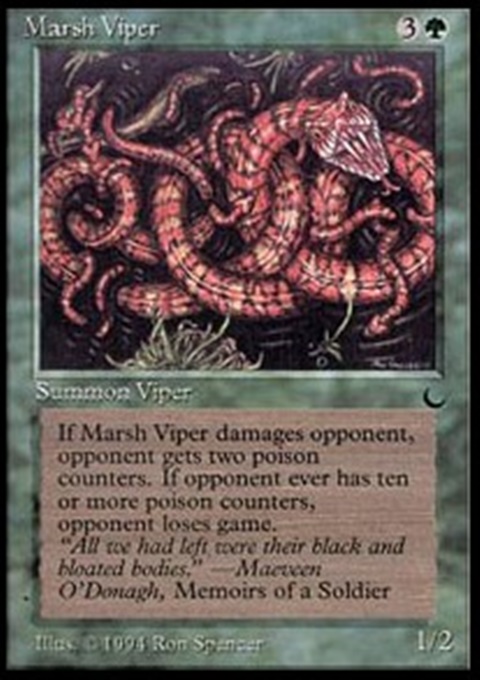 Marsh Viper 3
Summon Viper
If Marsh Viper damages opponent,
opponent gets two poison
counters. If opponent ever has ten
or more poison counters,
opponent loses game.
“All we had left were their black and
bloated bodies.” —Maeveen
O’Donagh, Memoirs of a Soldier
Illus. © 1994 Ron Spencer 1/2